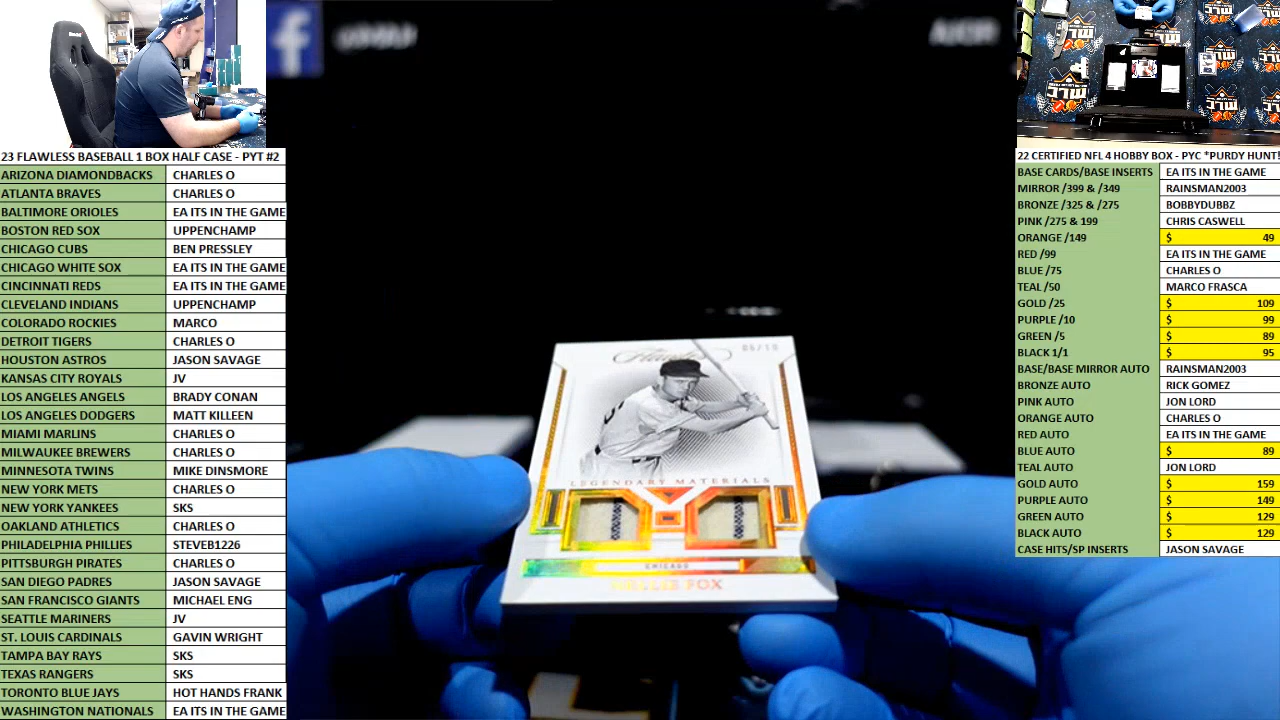 23 FLAWLESS BASEBALL 1 BOX HALF CASE - PYT #2
ARIZONA DIAMONDBACKS CHARLES O
ATLANTA BRAVES CHARLES O
BALTIMORE ORIOLES EA ITS IN THE GAME
BOSTON RED SOX UPPENCHAMP
CHICAGO CUBS BEN PRESSLEY
CHICAGO WHITE SOX EA ITS IN THE GAME
CINCINNATI REDS EA ITS IN THE GAME
CLEVELAND INDIANS UPPENCHAMP
COLORADO ROCKIES MARCO
DETROIT TIGERS CHARLES O
HOUSTON ASTROS JASON SAVAGE
KANSAS CITY ROYALS JV
LOS ANGELES ANGELS BRADY CONAN
LOS ANGELES DODGERS MATT KILLEEN
MIAMI MARLINS CHARLES O
MILWAUKEE BREWERS CHARLES O
MINNESOTA TWINS MIKE DINSMORE
NEW YORK METS CHARLES O
NEW YORK YANKEES SKS
OAKLAND ATHLETICS CHARLES O
PHILADELPHIA PHILLIES STEVEB1226
PITTSBURGH PIRATES CHARLES O
SAN DIEGO PADRES JASON SAVAGE
SAN FRANCISCO GIANTS MICHAEL ENG
SEATTLE MARINERS JV
ST. LOUIS CARDINALS GAVIN WRIGHT
TAMPA BAY RAYS SKS
TEXAS RANGERS SKS
TORONTO BLUE JAYS HOT HANDS FRANK
WASHINGTON NATIONALS EA ITS IN THE GAME
f
Flawless
LEGENDARY MATERIALS
CHICAGO
NELLIE FOX
22 CERTIFIED NFL 4 HOBBY BOX - PYC *PURDY HUNT!
BASE CARDS/BASE INSERTS EA ITS IN THE GAME
MIRROR /399 & /349 RAINSMAN2003
BRONZE /325 & /275 BOBBYDUBBZ
PINK /275 & 199 CHRIS CASWELL
ORANGE /149 $ 49
RED /99 EA ITS IN THE GAME
BLUE /75 CHARLES O
TEAL /50 MARCO FRASCA
GOLD /25 $ 109
PURPLE /10 $ 99
GREEN /5 $ 89
BLACK 1/1 $ 95
BASE/BASE MIRROR AUTO RAINSMAN2003
BRONZE AUTO RICK GOMEZ
PINK AUTO JON LORD
ORANGE AUTO CHARLES O
RED AUTO EA ITS IN THE GAME
BLUE AUTO $ 89
TEAL AUTO JON LORD
GOLD AUTO $ 159
PURPLE AUTO $ 149
GREEN AUTO $ 129
BLACK AUTO $ 129
CASE HITS/SP INSERTS JASON SAVAGE